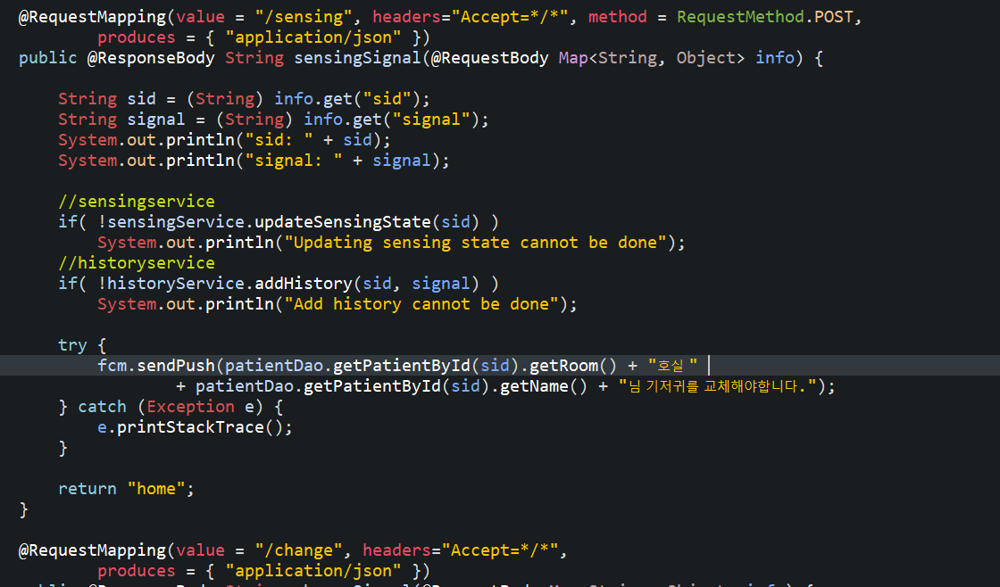 @RequestMapping(value = "/sensing", headers="Accept=*/*", method = RequestMethod.POST,
produces = { "application/json" })
public @ResponseBody String sensingSignal(@RequestBody Map<String, Object> info) {
String sid = (String) info.get("sid");
String signal = (String) info.get("signal");
System.out.println("sid: " + sid);
System.out.println("signal: " + signal);
//sensingservice
if( !sensingService.updateSensingState(sid) )
System.out.println("Updating sensing state cannot be done");
//historyservice
if( !historyService.addHistory(sid, signal) )
System.out.println("Add history cannot be done");
try {
fcm.sendPush(patientDao.getPatientById(sid).getRoom() + "호실 "
+ patientDao.getPatientById(sid).getName() + "님 기저귀를 교체해야합니다.");
} catch (Exception e) {
e.printStackTrace();
}
return "home";
}
@RequestMapping(value = "/change", headers="Accept=*/*",
produces = { "application/json" })